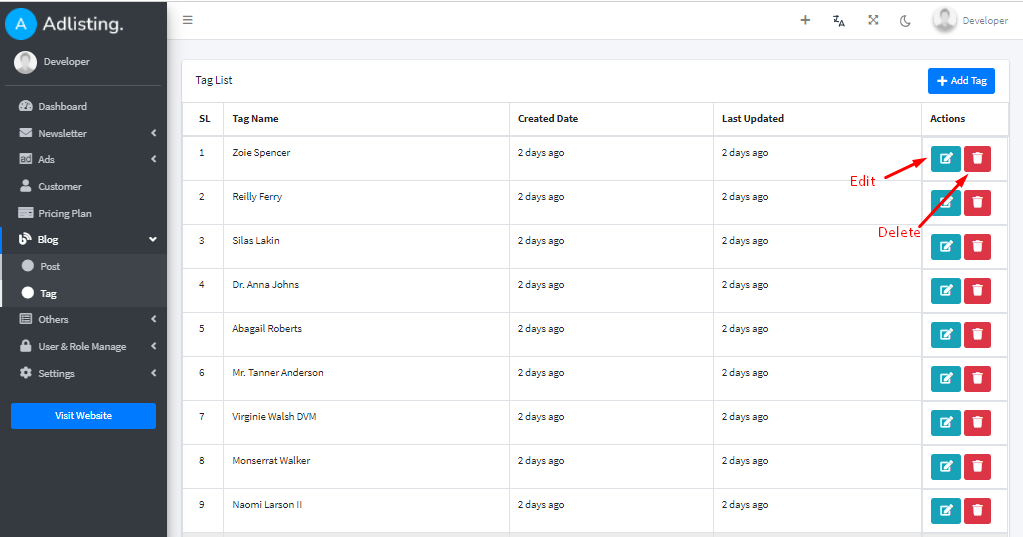 A Adlisting.
Developer
Developer
Dashboard
Newsletter
Ads
Customer
Pricing Plan
Blog
Post
Tag
Others
User & Role Manage
Settings
Visit Website
Tag List
Add Tag
SL Tag Name Created Date Last Updated Actions
1 Zoie Spencer 2 days ago 2 days ago
Edit
2 Reilly Ferry 2 days ago 2 days ago
Delete
3 Silas Lakin 2 days ago 2 days ago
4 Dr. Anna Johns 2 days ago 2 days ago
5 Abagail Roberts 2 days ago 2 days ago
6 Mr. Tanner Anderson 2 days ago 2 days ago
7 Virginie Walsh DVM 2 days ago 2 days ago
8 Monserrat Walker 2 days ago 2 days ago
9 Naomi Larson II 2 days ago 2 days ago